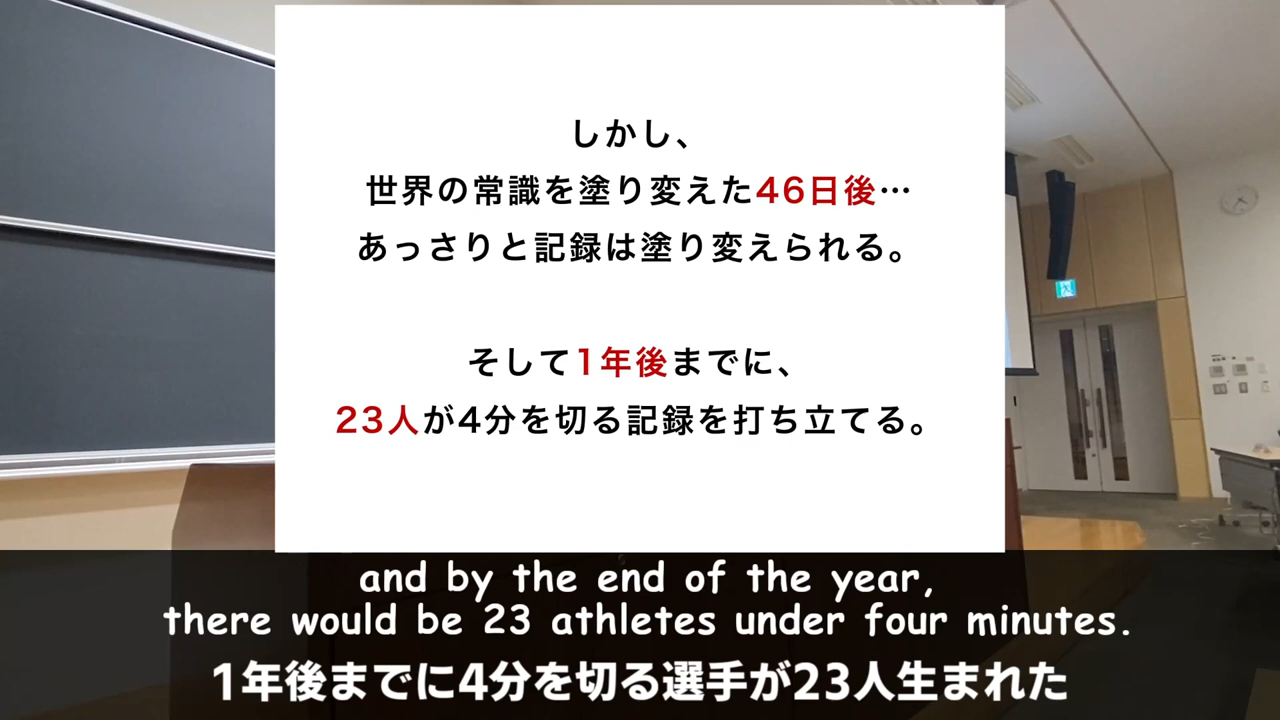 しかし、
世界の常識を塗り変えた46日後…
あっさりと記録は塗り変えられる。
そして1年後までに、
23人が4分を切る記録を打ち立てる。
and by the end of the year,
there would be 23 athletes under four minutes.
1年後までに4分を切る選手が23人生まれた